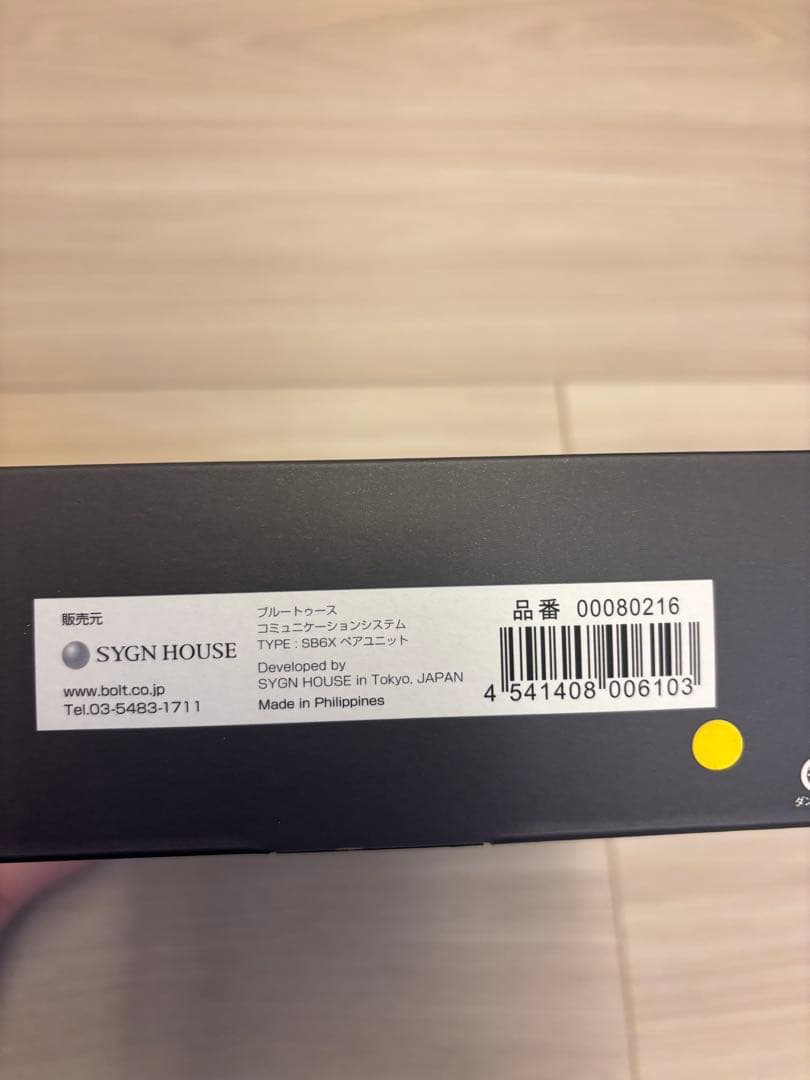 販売元
SYGN HOUSE
www.bolt.co.jp
Tel.03-5483-1711
ブルートゥース
コミュニケーションシステム
TYPE : SB6X ペアユニット
Developed by
SYGN HOUSE in Tokyo, JAPAN
Made in Philippines
品番 00080216
4 541408 006103
ダン